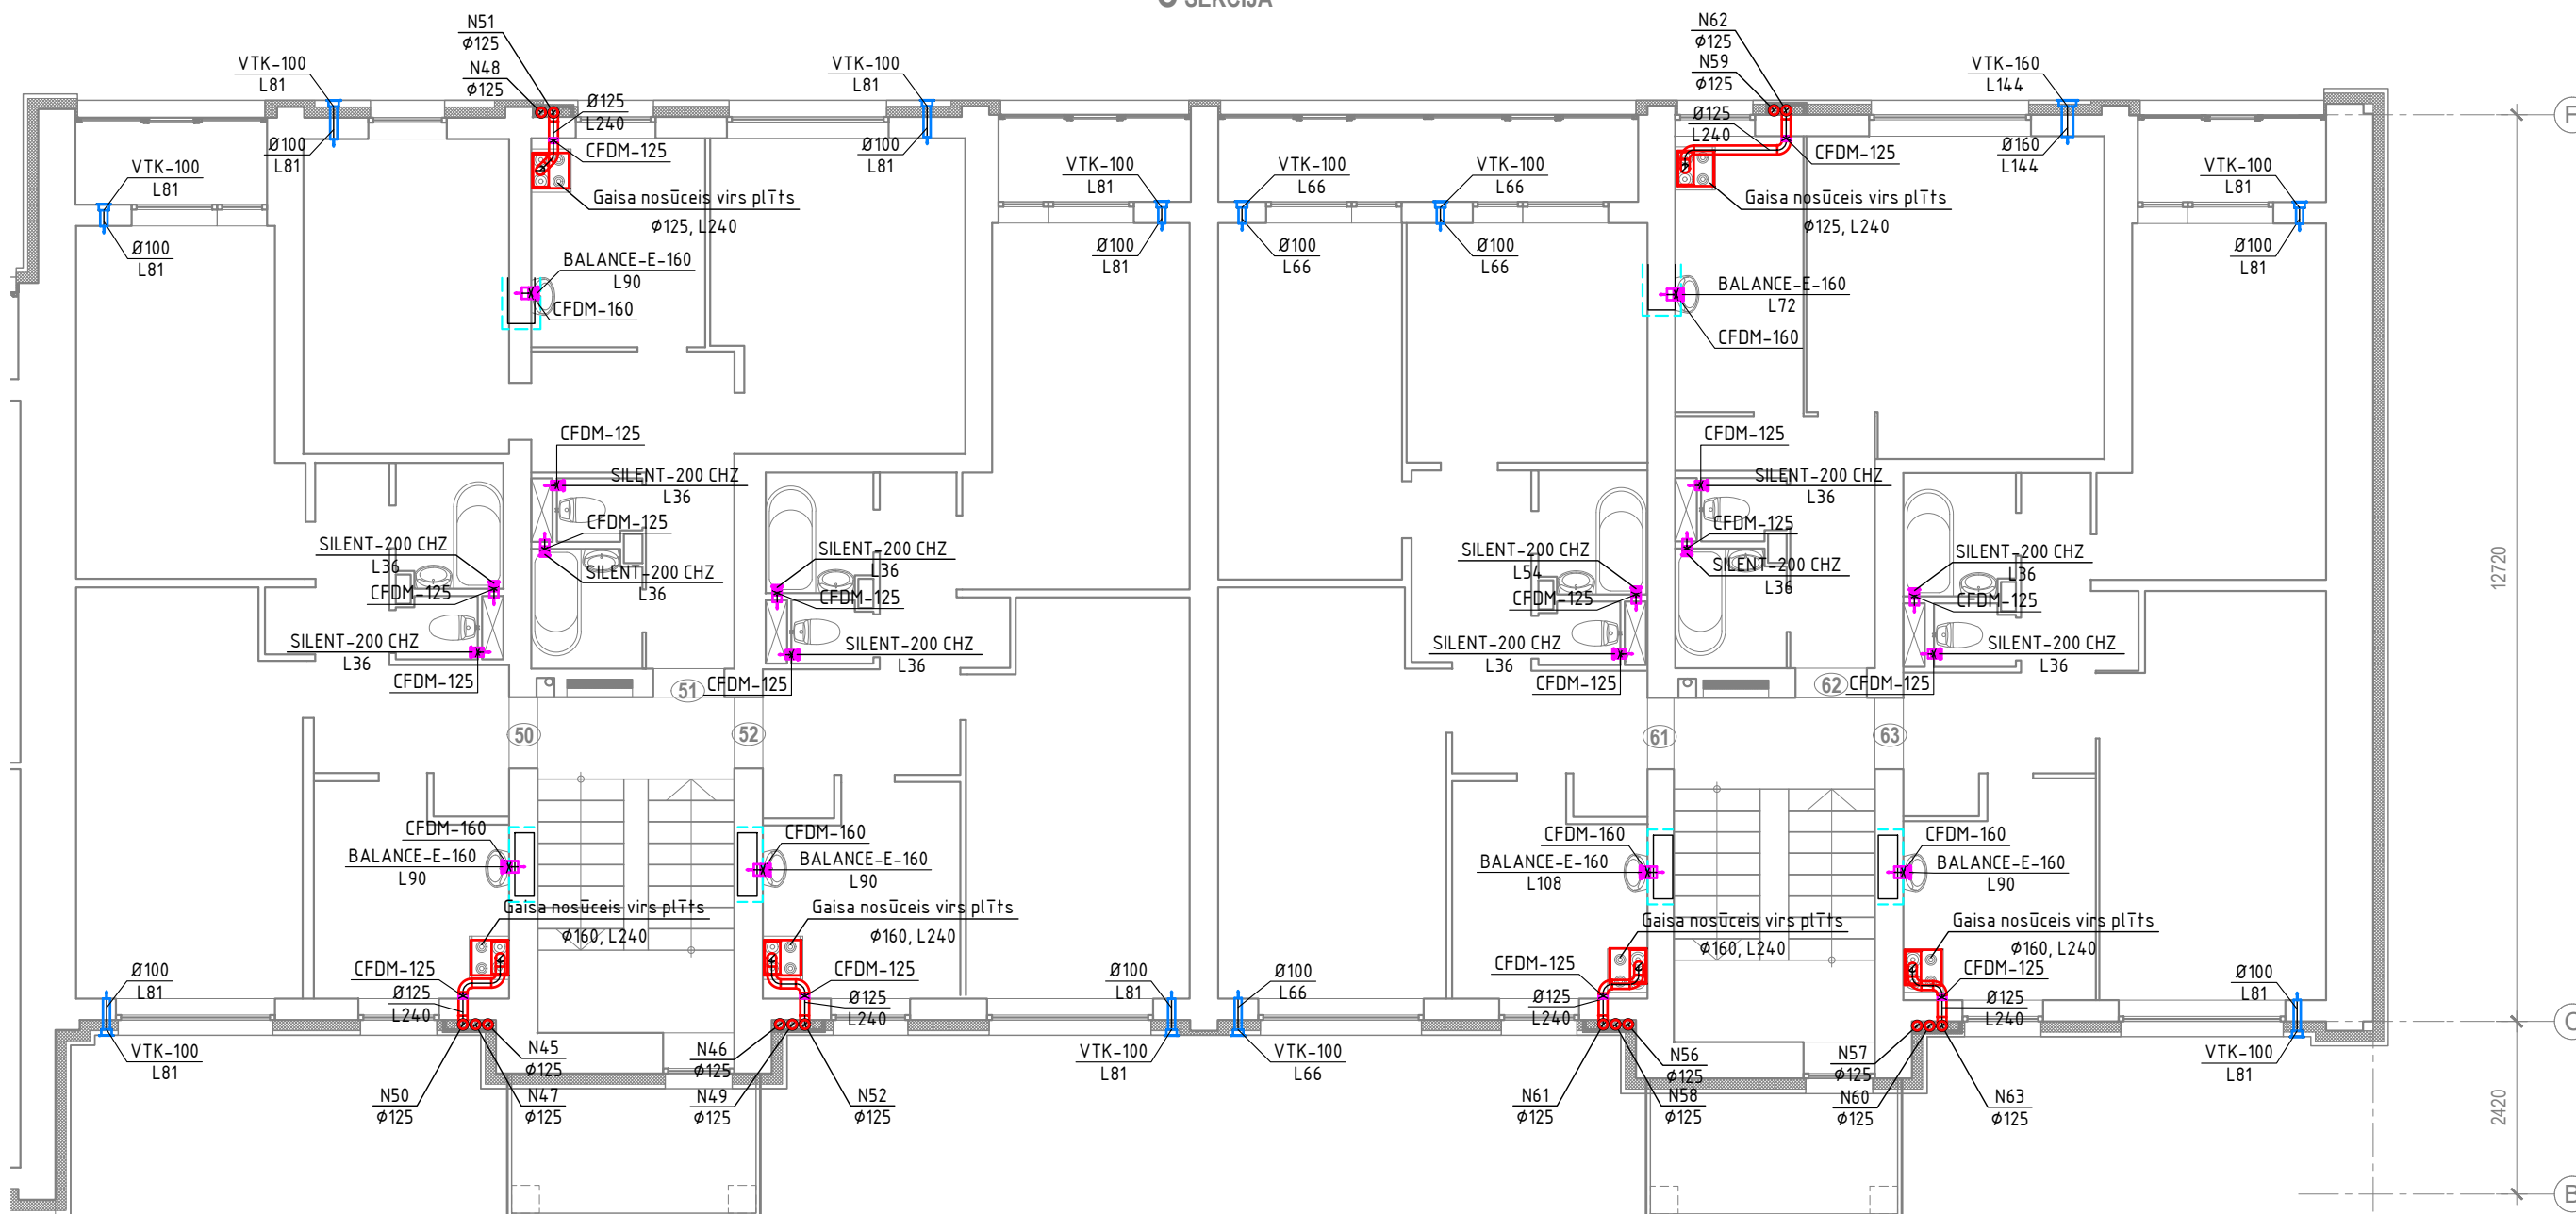 SEKCIJA
N51
φ125
N48
φ125
VTK-100
L81
VTK-100
L81
N62
φ125
N59
φ125
VTK-160
L144
F
Ø125
L240
CFDM-125
Ø100
L81
Ø100
L81
Ø125
L240
CFDM-125
Ø160
L144
VTK-100
L81
VTK-100
L81
VTK-100
L66
VTK-100
L66
VTK-100
L81
Gaisa nosūceis virs plīts
φ125, L240
Gaisa nosūceis virs plīts
φ125, L240
Ø100
L81
Ø100
L81
Ø100
L66
Ø100
L66
Ø100
L81
BALANCE-E-160
L90
CFDM-160
BALANCE-E-160
L72
CFDM-160
CFDM-125
SILENT-200 CHZ
L36
CFDM-125
SILENT-200 CHZ
L36
CFDM-125
SILENT-200 CHZ
L36
CFDM-125
SILENT-200 CHZ
L36
SILENT-200 CHZ
L36
CFDM-125
SILENT-200 CHZ
L36
CFDM-125
SILENT-200 CHZ
L54
CFDM-125
SILENT-200 CHZ
L36
CFDM-125
12720
SILENT-200 CHZ
L36
CFDM-125
SILENT-200 CHZ
L36
CFDM-125
SILENT-200 CHZ
L36
CFDM-125
SILENT-200 CHZ
L36
CFDM-125
51
62
50
52
61
63
CFDM-160
BALANCE-E-160
L90
CFDM-160
BALANCE-E-160
L90
CFDM-160
BALANCE-E-160
L108
CFDM-160
BALANCE-E-160
L90
Gaisa nosūceis virs plīts
φ160, L240
Gaisa nosūceis virs plīts
φ160, L240
Gaisa nosūceis virs plīts
φ160, L240
Gaisa nosūceis virs plīts
φ160, L240
Ø100
L81
CFDM-125
Ø125
L240
CFDM-125
Ø125
L240
Ø100
L81
Ø100
L66
CFDM-125
Ø125
L240
CFDM-125
Ø125
L240
Ø100
L81
C
VTK-100
L81
N45
φ125
N46
φ125
VTK-100
L81
VTK-100
L66
N56
φ125
N57
φ125
VTK-100
L81
N50
φ125
N47
φ125
N49
φ125
N52
φ125
N61
φ125
N58
φ125
N60
φ125
N63
φ125
2420
B